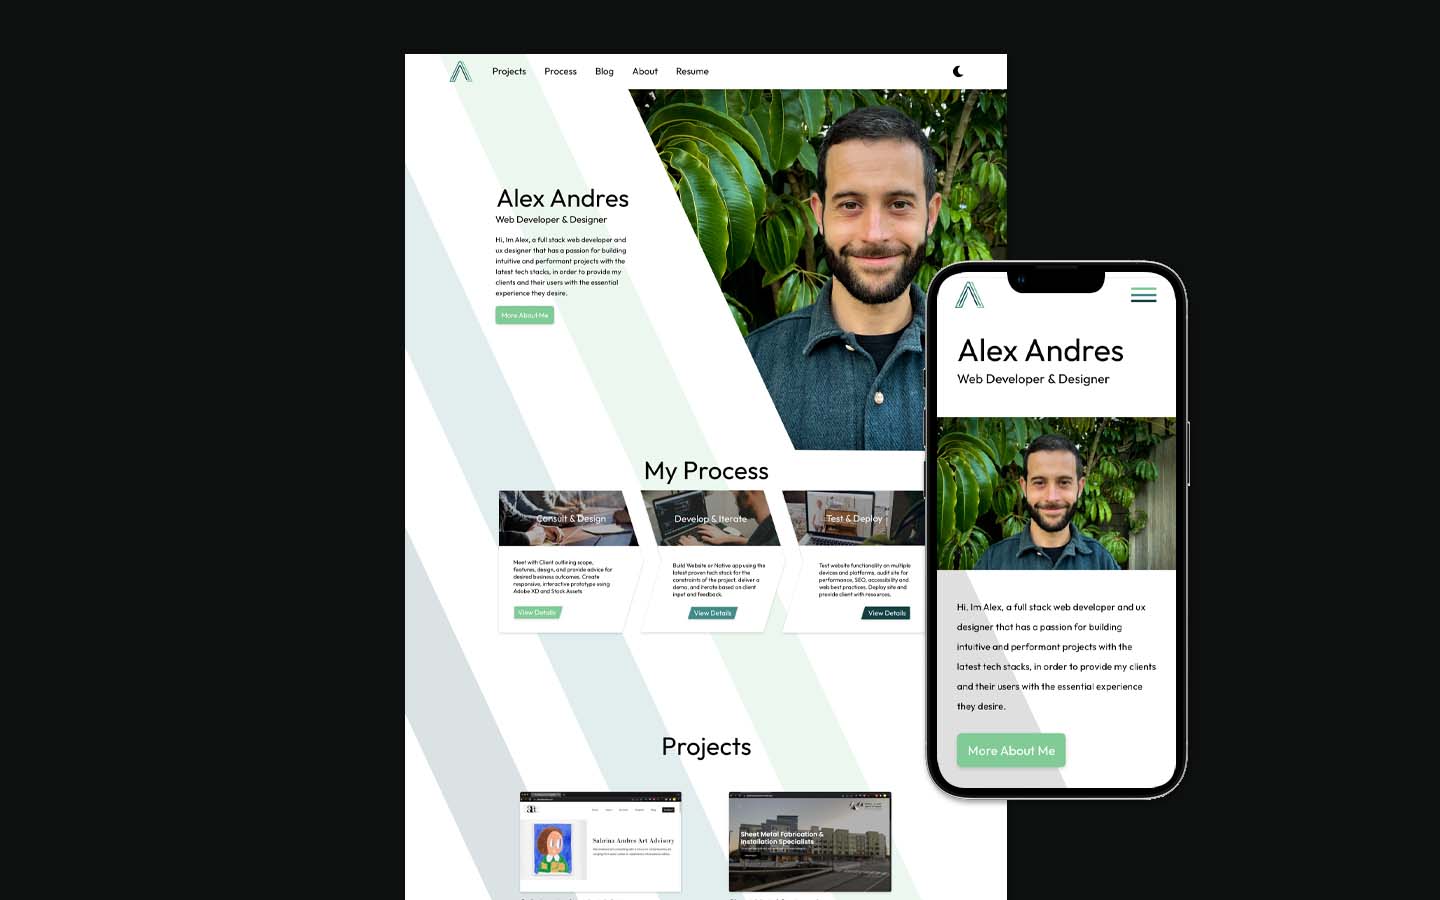 Projects Process Blog About Resume
Alex Andres
Web Developer & Designer
Hi, Im Alex, a full stack web developer and
ux designer that has a passion for building
intuitive and performant projects with the
latest tech stacks, in order to provide my
clients and their users with the essential
experience they desire.
More About Me
My Process
Consult & Design
Develop & Iterate
Test & Deploy
Meet with Client outlining scope,
features, design, and provide advice for
desired business outcomes. Create
responsive, interactive prototype using
Adobe XD and Stock Assets
View Details
Build Website or Native app using the
latest proven tech stack for the
constraints of the project, deliver a
demo, and iterate based on client
input and feedback.
View Details
Test website functionality on multiple
devices and platforms, audit site for
performance, SEO, accessibility and
web best practices. Deploy site and
provide client with resources.
View Details
Projects
Sabrina Andres Art Advisory
Sheet Metal Fabrication &
Installation Specialists
Alex Andres
Web Developer & Designer
Hi, Im Alex, a full stack web developer and ux
designer that has a passion for building
intuitive and performant projects with the
latest tech stacks, in order to provide my clients
and their users with the essential experience
they desire.
More About Me